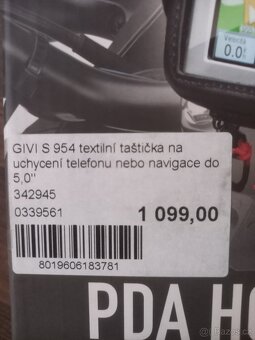 Velocità
0.0
GIVI S 954 textilní taštička na
uchycení telefonu nebo navigace do
5,0"
342945
0339561
1 099,00
8019606183781
PDA HO